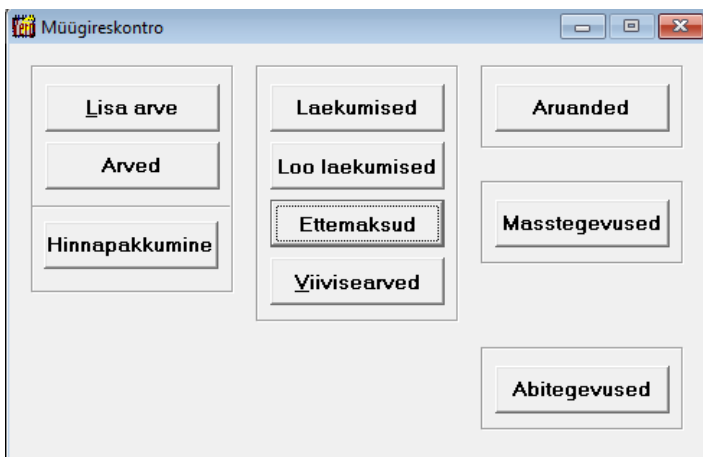 Müügireskontro
Lisa arve
Arved
Hinnapakkumine
Laekumised
Loo laekumised
Ettemaksud
Viivisearved
Aruanded
Masstegevused
Abitegevused